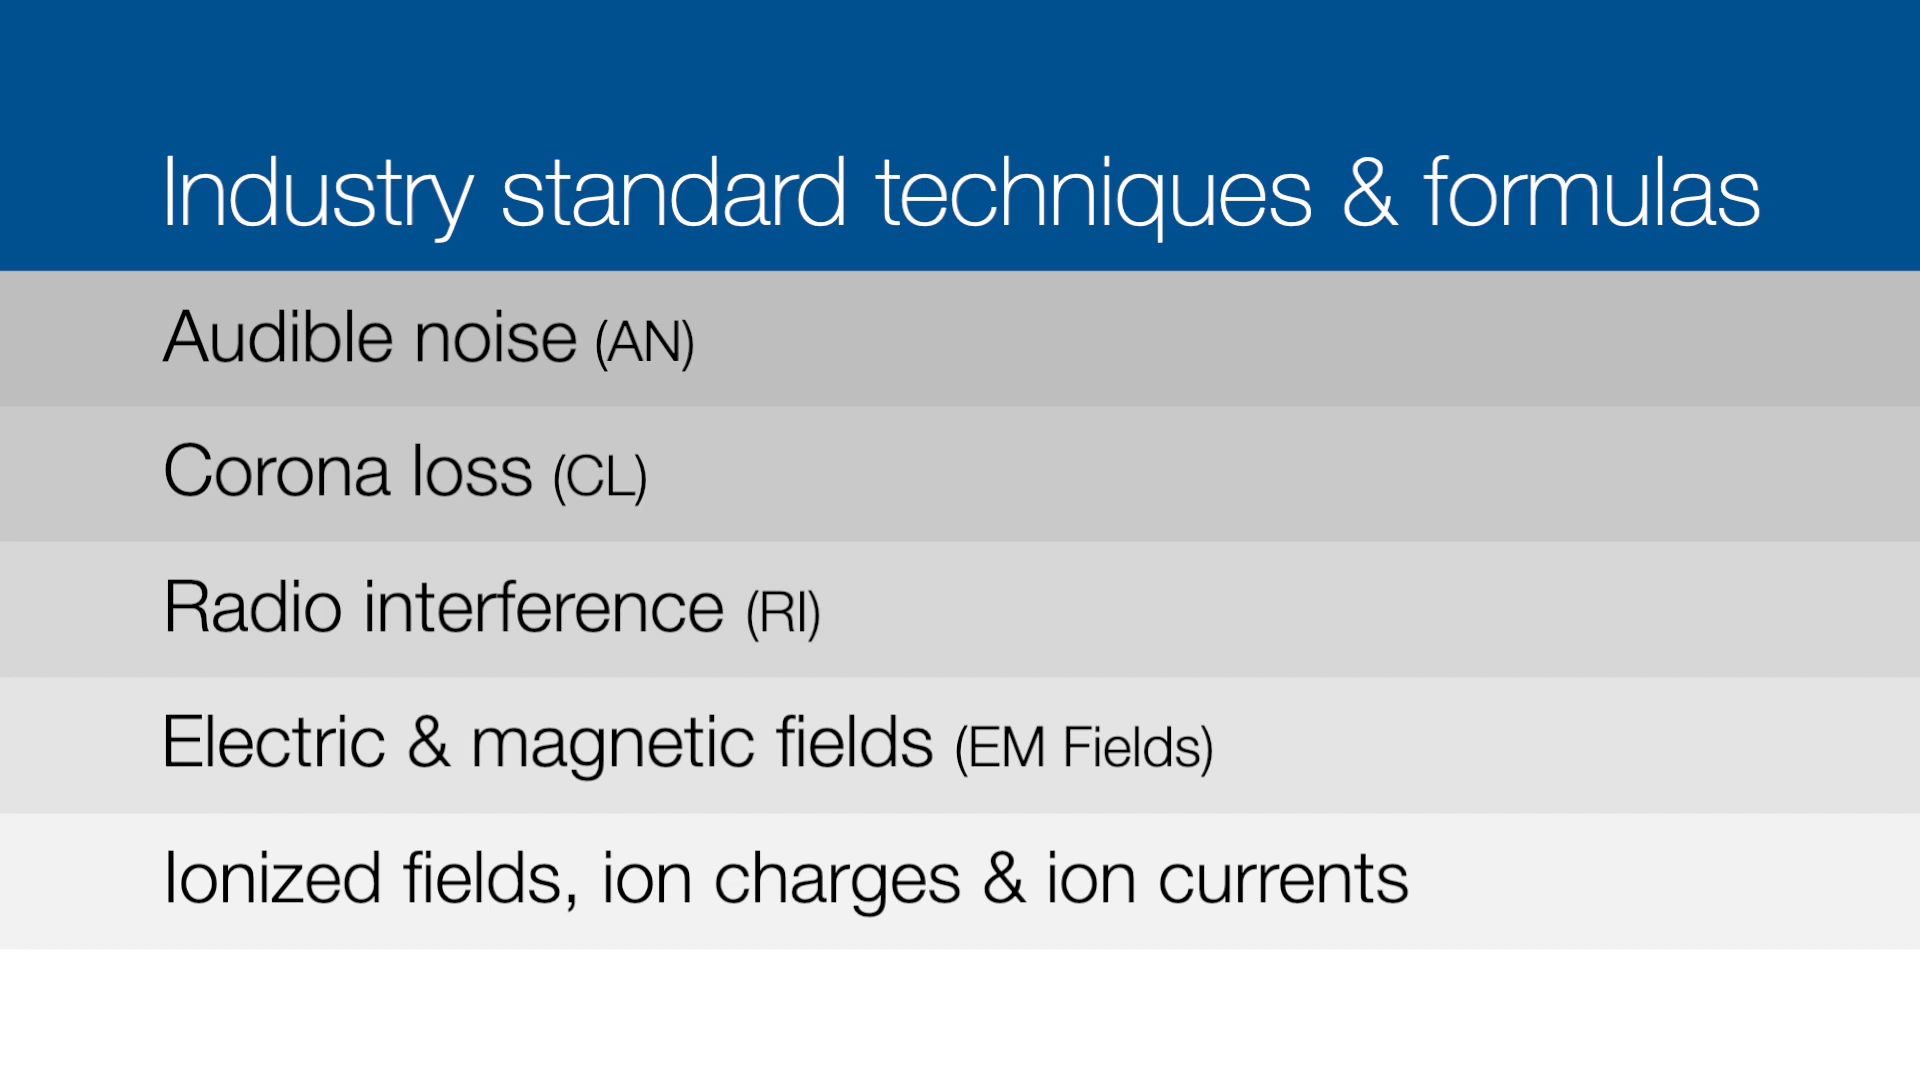 Industry standard techniques & formulas
Audible noise (AN)
Corona loss (CL)
Radio interference (RI)
Electric & magnetic fields (EM Fields)
Ionized fields, ion charges & ion currents